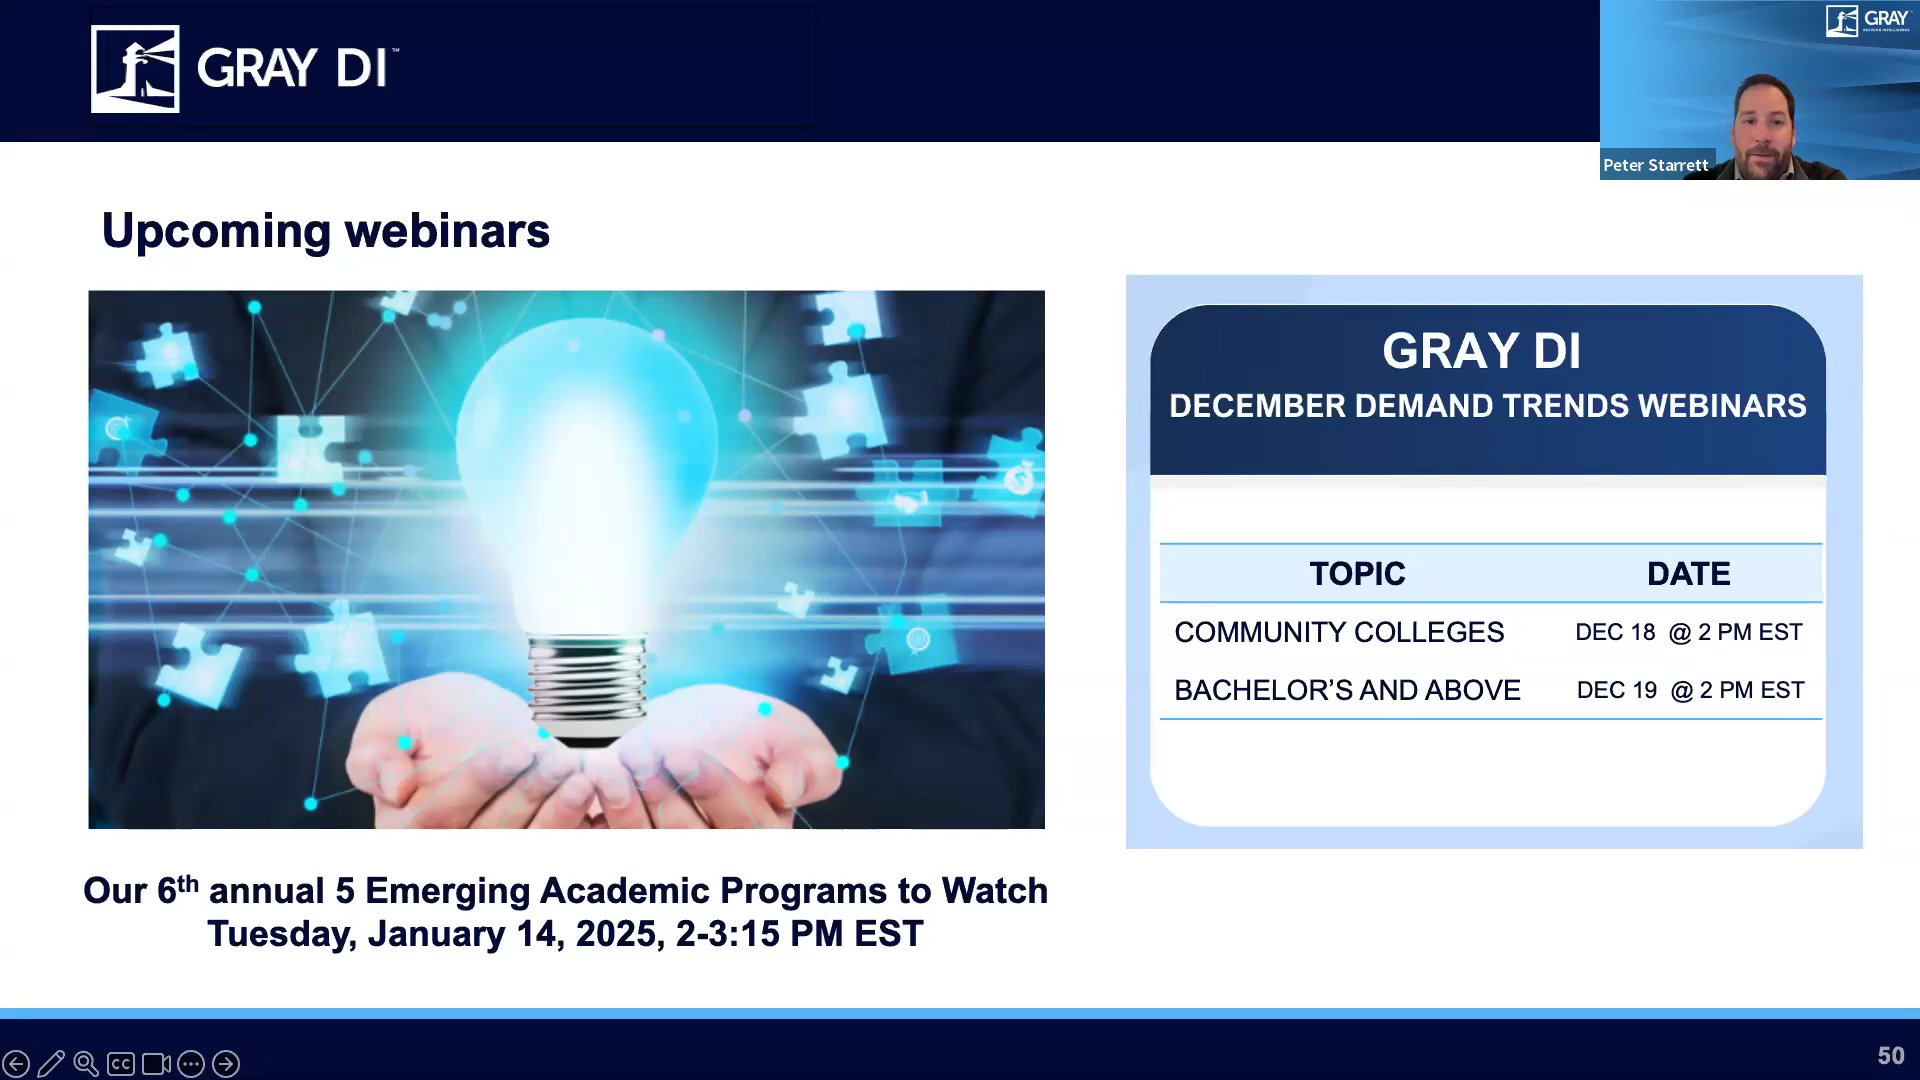 GRAY DI™
GRAY
Peter Starrett
Upcoming webinars
GRAY DI
DECEMBER DEMAND TRENDS WEBINARS
TOPIC DATE
COMMUNITY COLLEGES DEC 18 @ 2 PM EST
BACHELOR’S AND ABOVE DEC 19 @ 2 PM EST
Our 6th annual 5 Emerging Academic Programs to Watch
Tuesday, January 14, 2025, 2-3:15 PM EST
CC
50